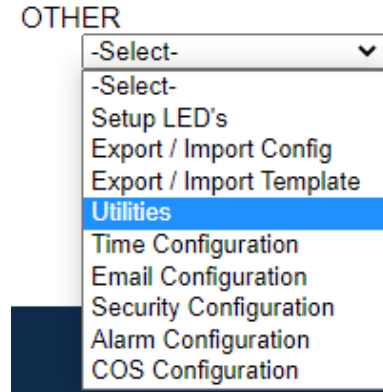 OTHER
-Select-
-Select-
Setup LED's
Export / Import Config
Export / Import Template
Utilities
Time Configuration
Email Configuration
Security Configuration
Alarm Configuration
COS Configuration